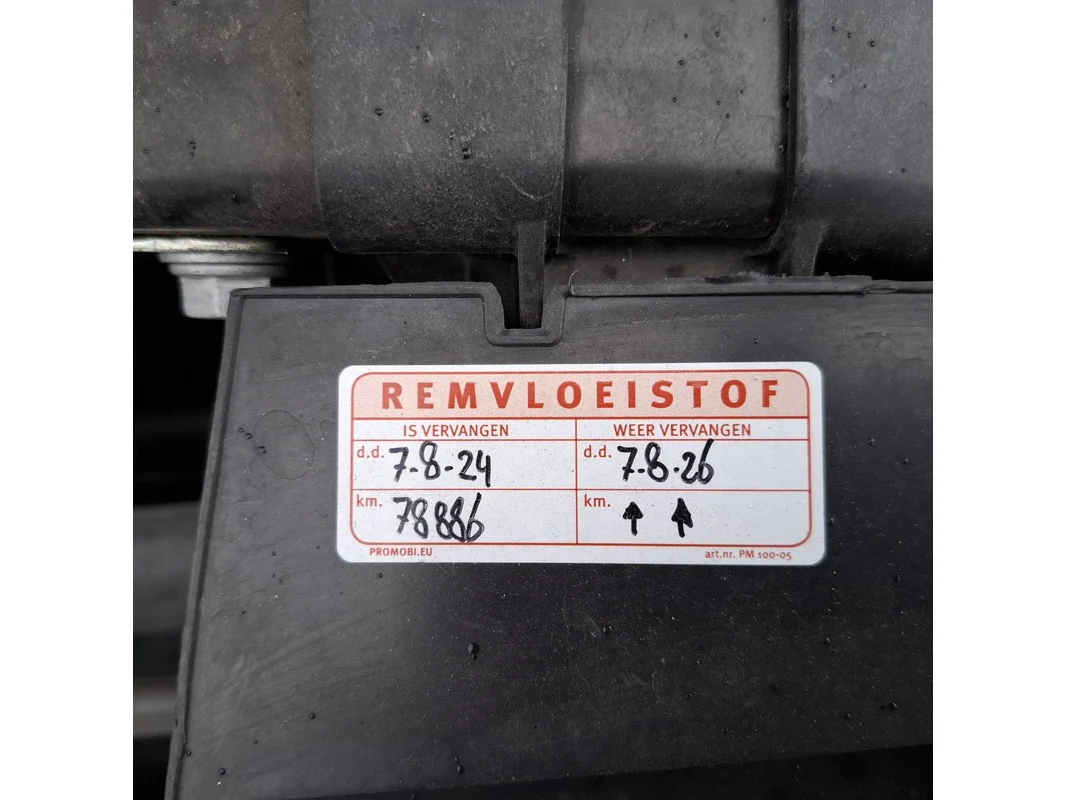 REMVLOEISTOF
IS VERVANGEN WEER VERVANGEN
d.d. 7-8-24 d.d. 7-8-26
km. 78886 km. ↑ ↑
PROMOBI.EU art.nr. PM 100-05